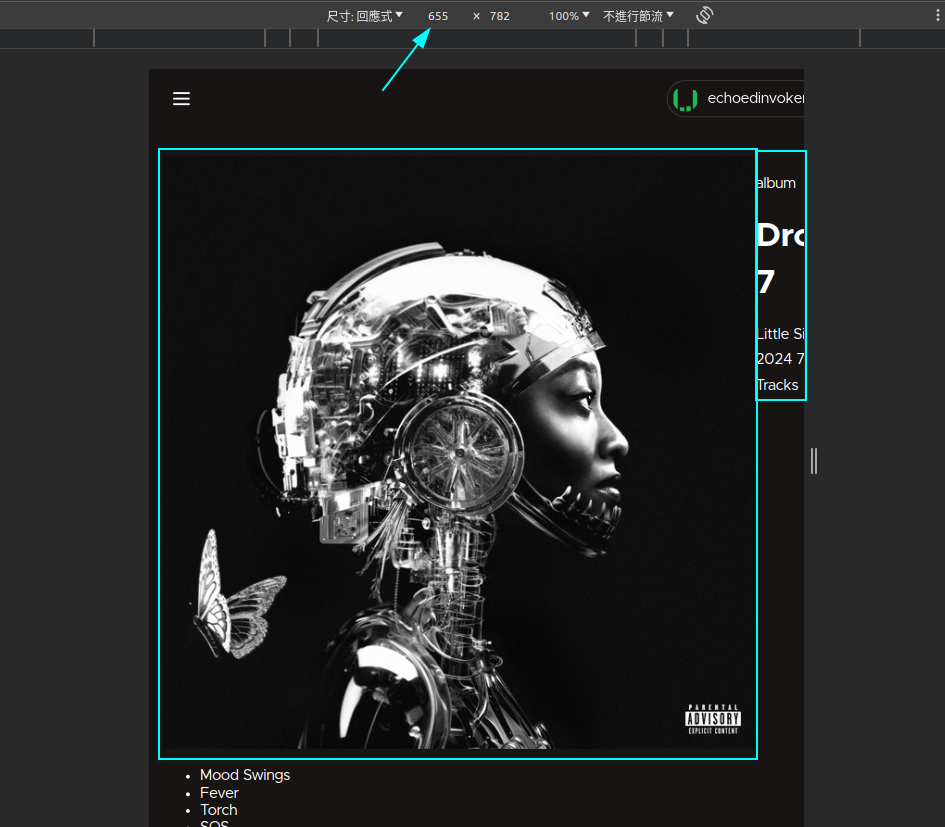 尺寸: 回應式 655 × 782 100% 不進行節流
echoedinvoker
album
Dro
7
Little Si
2024 7
Tracks
PARENTAL
ADVISORY
EXPLICIT CONTENT
Mood Swings
Fever
Torch
SOS